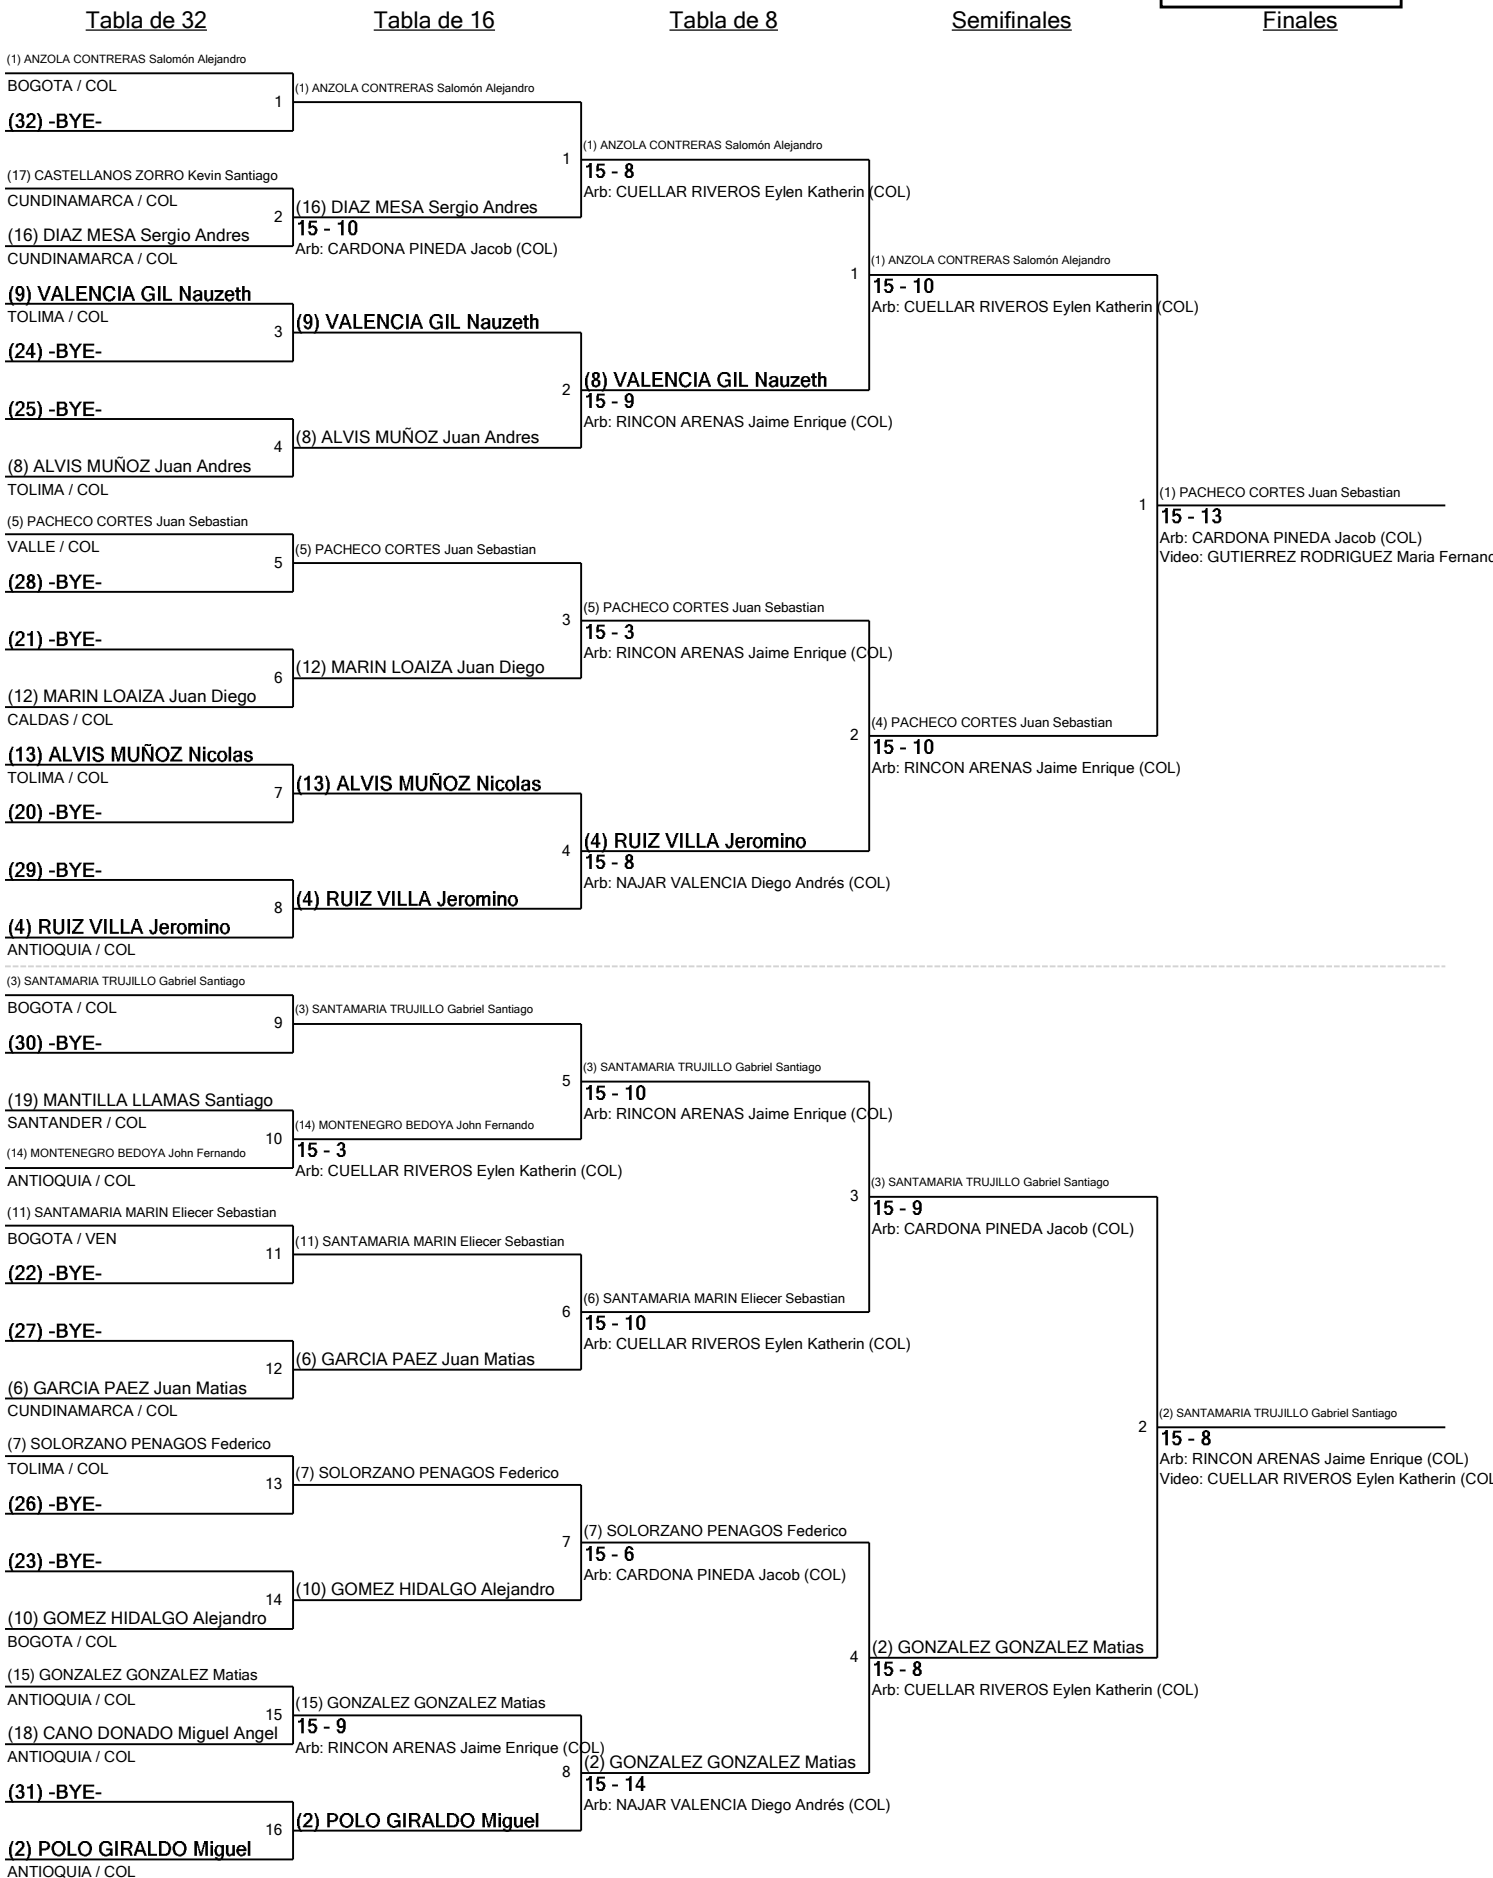 Tabla de 32
Tabla de 16
Tabla de 8
Semifinales
Finales
(1) ANZOLA CONTRERAS Salomón Alejandro
BOGOTA / COL
1
(32) -BYE-
(17) CASTELLANOS ZORRO Kevin Santiago
CUNDINAMARCA / COL
2
(16) DIAZ MESA Sergio Andres
CUNDINAMARCA / COL
(9) VALENCIA GIL Nauzeth
TOLIMA / COL
3
(24) -BYE-
(25) -BYE-
4
(8) ALVIS MUÑOZ Juan Andres
TOLIMA / COL
(5) PACHECO CORTES Juan Sebastian
VALLE / COL
5
(28) -BYE-
(21) -BYE-
6
(12) MARIN LOAIZA Juan Diego
CALDAS / COL
(13) ALVIS MUÑOZ Nicolas
TOLIMA / COL
7
(20) -BYE-
(29) -BYE-
8
(4) RUIZ VILLA Jeromino
ANTIOQUIA / COL
(3) SANTAMARIA TRUJILLO Gabriel Santiago
BOGOTA / COL
9
(30) -BYE-
(19) MANTILLA LLAMAS Santiago
SANTANDER / COL
10
(14) MONTENEGRO BEDOYA John Fernando
ANTIOQUIA / COL
(11) SANTAMARIA MARIN Eliecer Sebastian
BOGOTA / VEN
11
(22) -BYE-
(27) -BYE-
12
(6) GARCIA PAEZ Juan Matias
CUNDINAMARCA / COL
(7) SOLORZANO PENAGOS Federico
TOLIMA / COL
13
(26) -BYE-
(23) -BYE-
14
(10) GOMEZ HIDALGO Alejandro
BOGOTA / COL
(15) GONZALEZ GONZALEZ Matias
ANTIOQUIA / COL
15
(18) CANO DONADO Miguel Angel
ANTIOQUIA / COL
(31) -BYE-
16
(2) POLO GIRALDO Miguel
ANTIOQUIA / COL
(1) ANZOLA CONTRERAS Salomón Alejandro
1
(16) DIAZ MESA Sergio Andres
15 - 10
Arb: CARDONA PINEDA Jacob (COL)
(9) VALENCIA GIL Nauzeth
2
(8) ALVIS MUÑOZ Juan Andres
(5) PACHECO CORTES Juan Sebastian
3
(12) MARIN LOAIZA Juan Diego
(13) ALVIS MUÑOZ Nicolas
4
(4) RUIZ VILLA Jeromino
(3) SANTAMARIA TRUJILLO Gabriel Santiago
5
(14) MONTENEGRO BEDOYA John Fernando
15 - 3
Arb: CUELLAR RIVEROS Eylen Katherin (COL)
(11) SANTAMARIA MARIN Eliecer Sebastian
6
(6) GARCIA PAEZ Juan Matias
(7) SOLORZANO PENAGOS Federico
7
(10) GOMEZ HIDALGO Alejandro
(15) GONZALEZ GONZALEZ Matias
15 - 9
Arb: RINCON ARENAS Jaime Enrique (COL)
8
(2) POLO GIRALDO Miguel
(1) ANZOLA CONTRERAS Salomón Alejandro
15 - 8
Arb: CUELLAR RIVEROS Eylen Katherin (COL)
1
(8) VALENCIA GIL Nauzeth
15 - 9
Arb: RINCON ARENAS Jaime Enrique (COL)
(5) PACHECO CORTES Juan Sebastian
15 - 3
Arb: RINCON ARENAS Jaime Enrique (COL)
2
(4) RUIZ VILLA Jeromino
15 - 8
Arb: NAJAR VALENCIA Diego Andrés (COL)
(3) SANTAMARIA TRUJILLO Gabriel Santiago
15 - 10
Arb: RINCON ARENAS Jaime Enrique (COL)
3
(6) SANTAMARIA MARIN Eliecer Sebastian
15 - 10
Arb: CUELLAR RIVEROS Eylen Katherin (COL)
(7) SOLORZANO PENAGOS Federico
15 - 6
Arb: CARDONA PINEDA Jacob (COL)
4
(2) GONZALEZ GONZALEZ Matias
15 - 14
Arb: NAJAR VALENCIA Diego Andrés (COL)
(1) ANZOLA CONTRERAS Salomón Alejandro
15 - 10
Arb: CUELLAR RIVEROS Eylen Katherin (COL)
1
(4) PACHECO CORTES Juan Sebastian
15 - 10
Arb: RINCON ARENAS Jaime Enrique (COL)
(3) SANTAMARIA TRUJILLO Gabriel Santiago
15 - 9
Arb: CARDONA PINEDA Jacob (COL)
2
(2) GONZALEZ GONZALEZ Matias
15 - 8
Arb: CUELLAR RIVEROS Eylen Katherin (COL)
(1) PACHECO CORTES Juan Sebastian
15 - 13
Arb: CARDONA PINEDA Jacob (COL)
Video: GUTIERREZ RODRIGUEZ Maria Fernand
(2) SANTAMARIA TRUJILLO Gabriel Santiago
15 - 8
Arb: RINCON ARENAS Jaime Enrique (COL)
Video: CUELLAR RIVEROS Eylen Katherin (COL